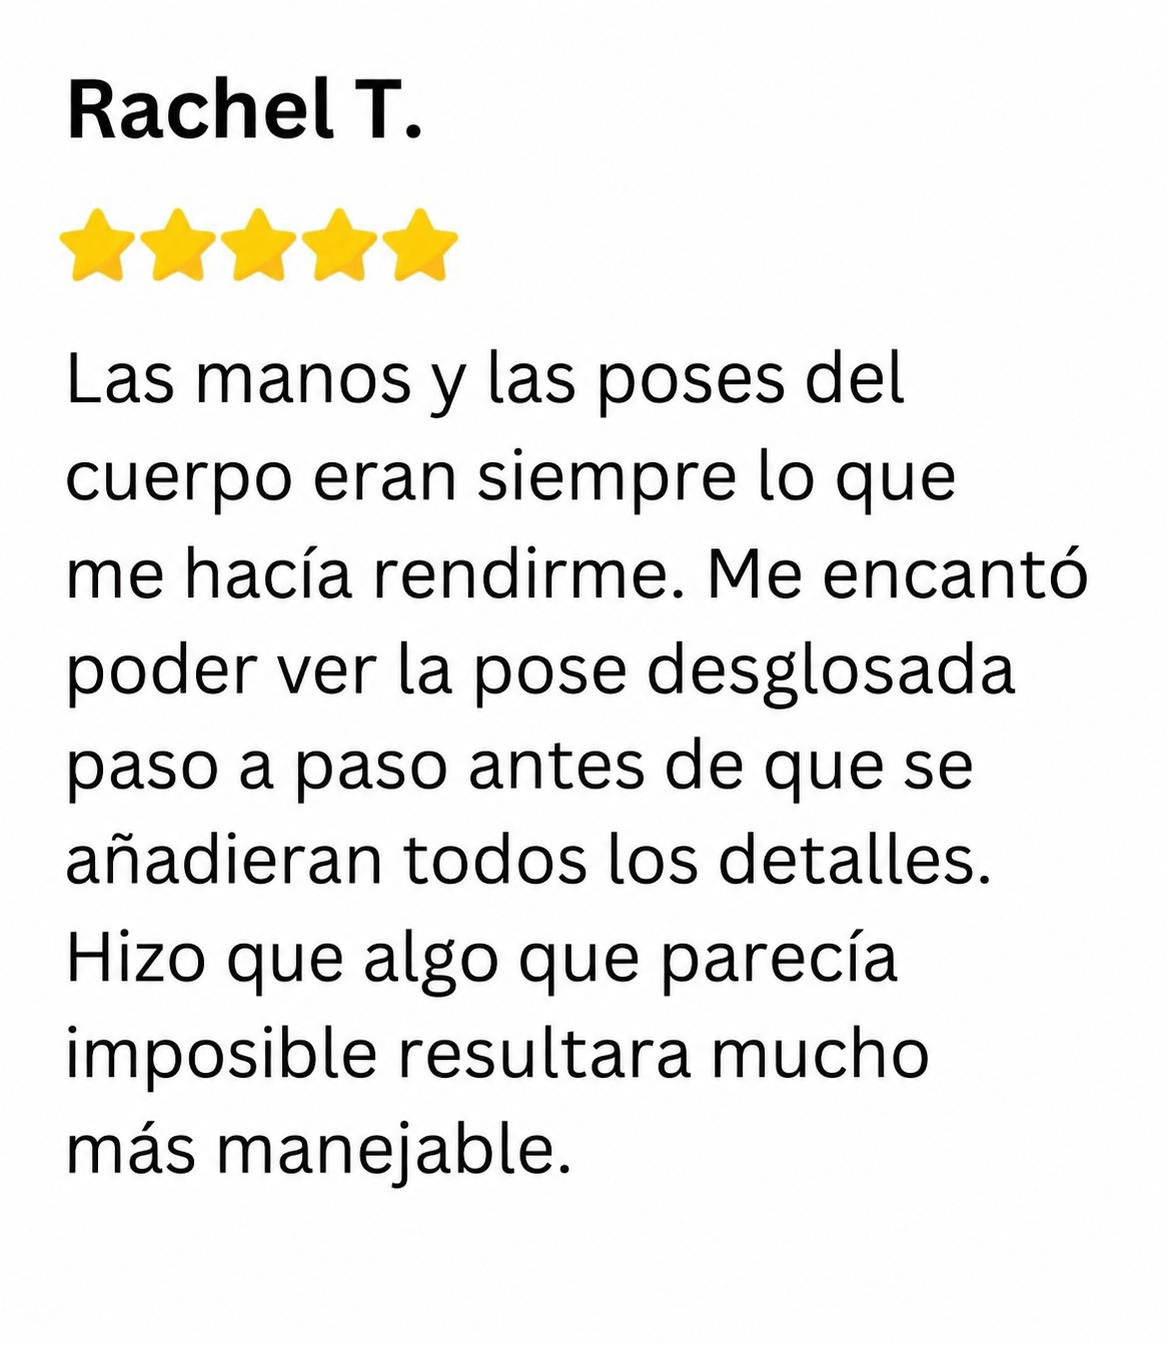 Rachel T.
⭐⭐⭐⭐⭐
Las manos y las poses del
cuerpo eran siempre lo que
me hacía rendirme. Me encantó
poder ver la pose desglosada
paso a paso antes de que se
añadieran todos los detalles.
Hizo que algo que parecía
imposible resultara mucho
más manejable.